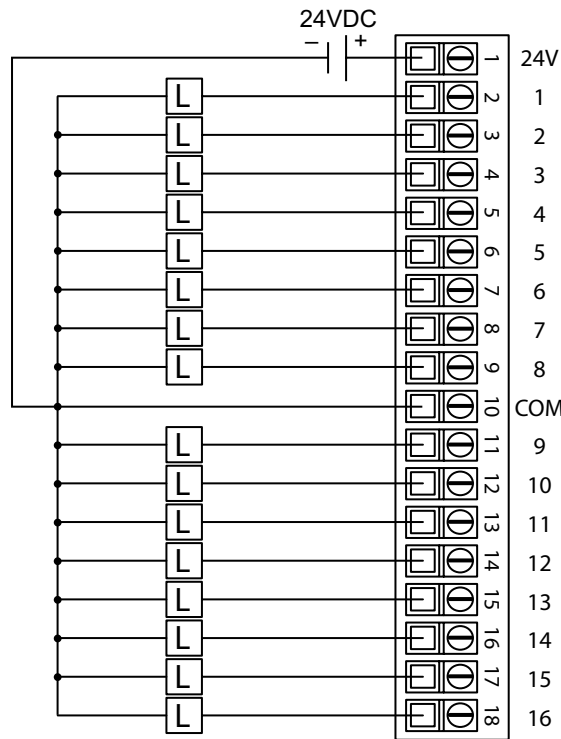 24VDC
– +
1 24V
L 2 1
L 3 2
L 4 3
L 5 4
L 6 5
L 7 6
L 8 7
L 9 8
10 COM
L 11 9
L 12 10
L 13 11
L 14 12
L 15 13
L 16 14
L 17 15
L 18 16